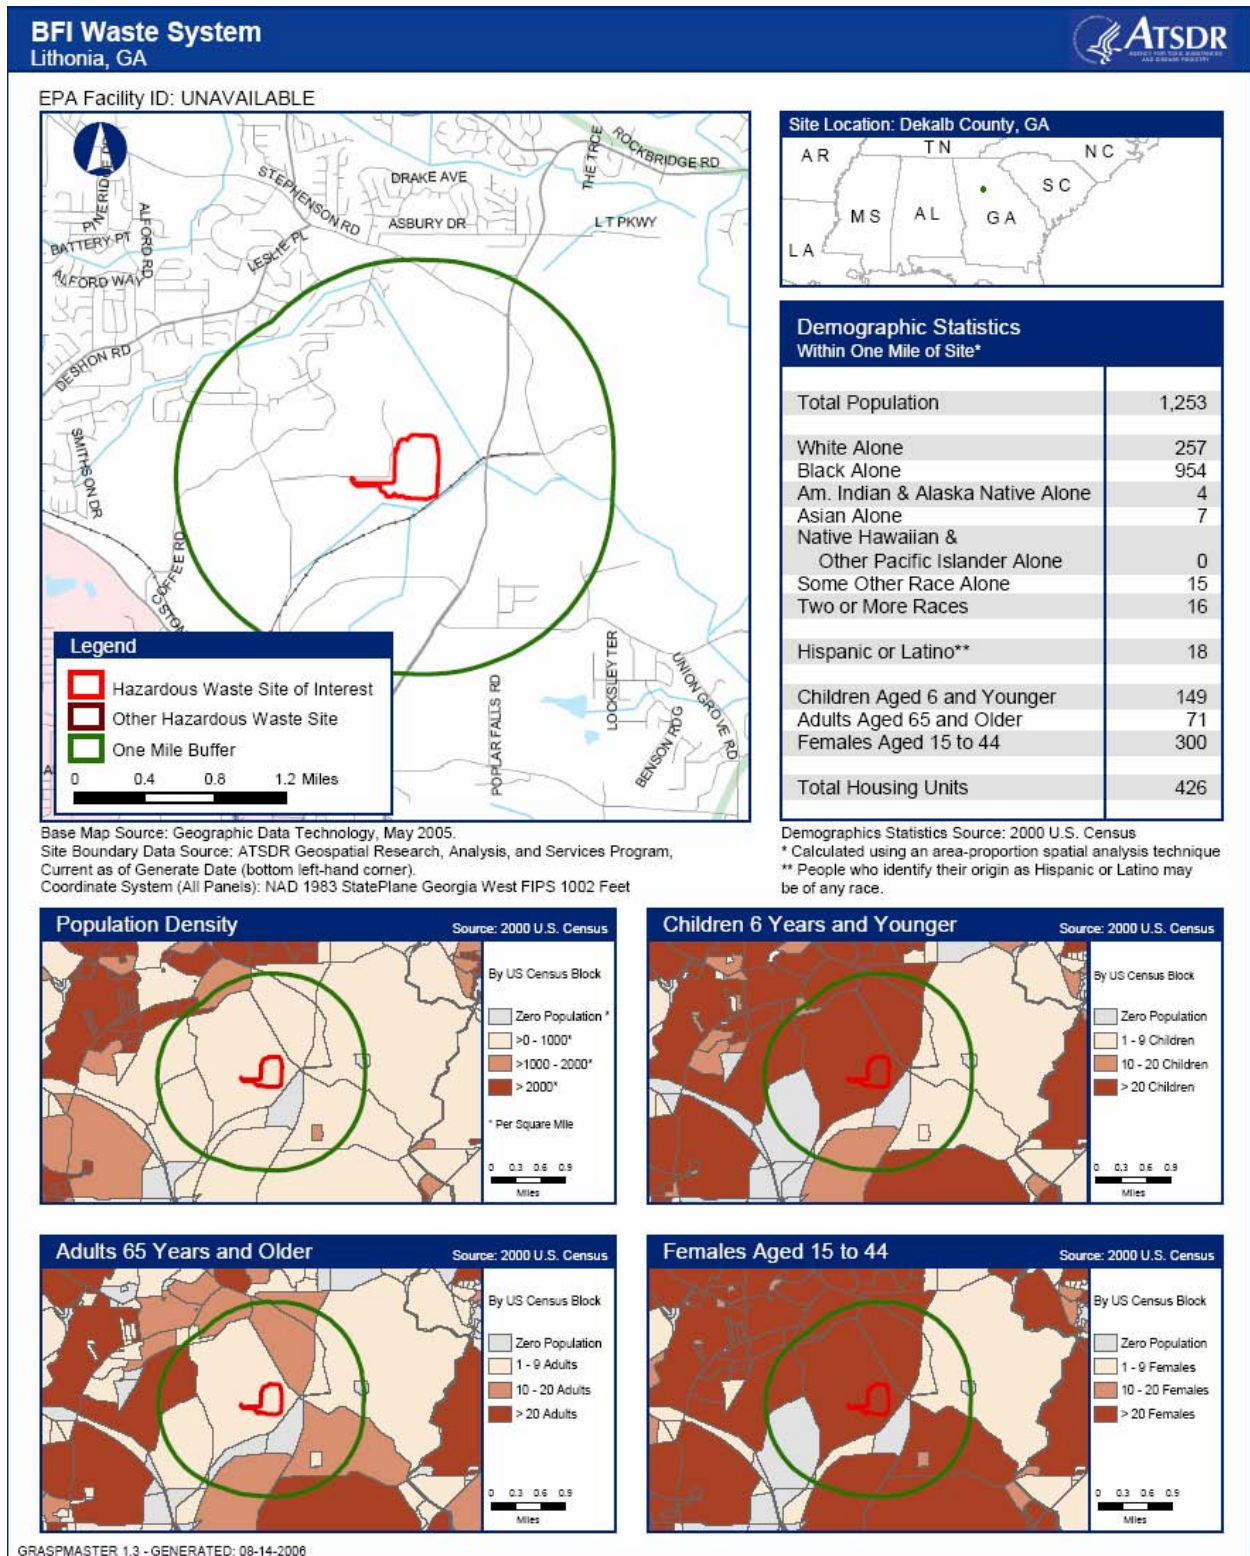 BFI Waste System
Lithonia, GA
ATSDR
AGENCY FOR TOXIC SUBSTANCES
AND DISEASE REGISTRY
EPA Facility ID: UNAVAILABLE
ROCKBRIDGE RD
THE TRCE
STEPHENSON RD
DRAKE AVE
ASBURY DR
L T PKWY
BATTERY PT
ALFORD RD
LESLIE PL
ALFORD WAY
DESHON RD
SMITHSON DR
COFFEE RD
LOCKSLEY TER
UNION GROVE RD
POPLAR FALLS RD
BENSON RDG
Legend
Hazardous Waste Site of Interest
Other Hazardous Waste Site
One Mile Buffer
0 0.4 0.8 1.2 Miles
Base Map Source: Geographic Data Technology, May 2005.
Site Boundary Data Source: ATSDR Geospatial Research, Analysis, and Services Program,
Current as of Generate Date (bottom left-hand corner).
Coordinate System (All Panels): NAD 1983 StatePlane Georgia West FIPS 1002 Feet
Site Location: Dekalb County, GA
AR
TN
NC
SC
MS
AL
GA
LA
Demographic Statistics
Within One Mile of Site*
Total Population 1,253
White Alone 257
Black Alone 954
Am. Indian & Alaska Native Alone 4
Asian Alone 7
Native Hawaiian &
Other Pacific Islander Alone 0
Some Other Race Alone 15
Two or More Races 16
Hispanic or Latino** 18
Children Aged 6 and Younger 149
Adults Aged 65 and Older 71
Females Aged 15 to 44 300
Total Housing Units 426
Demographics Statistics Source: 2000 U.S. Census
* Calculated using an area-proportion spatial analysis technique
** People who identify their origin as Hispanic or Latino may
be of any race.
Population Density Source: 2000 U.S. Census
By US Census Block
Zero Population *
>0 - 1000*
>1000 - 2000*
> 2000*
* Per Square Mile
0 0.3 0.6 0.9
Miles
Children 6 Years and Younger Source: 2000 U.S. Census
By US Census Block
Zero Population
1 - 9 Children
10 - 20 Children
> 20 Children
0 0.3 0.6 0.9
Miles
Adults 65 Years and Older Source: 2000 U.S. Census
By US Census Block
Zero Population
1 - 9 Adults
10 - 20 Adults
> 20 Adults
0 0.3 0.6 0.9
Miles
Females Aged 15 to 44 Source: 2000 U.S. Census
By US Census Block
Zero Population
1 - 9 Females
10 - 20 Females
> 20 Females
0 0.3 0.6 0.9
Miles
GRASPMASTER 1.3 - GENERATED: 08-14-2006